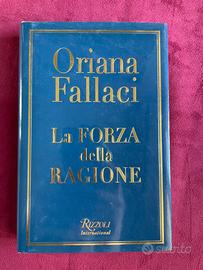 Oriana
Fallaci
La FORZA
della
RAGIONE
RIZZOLI
International
subito